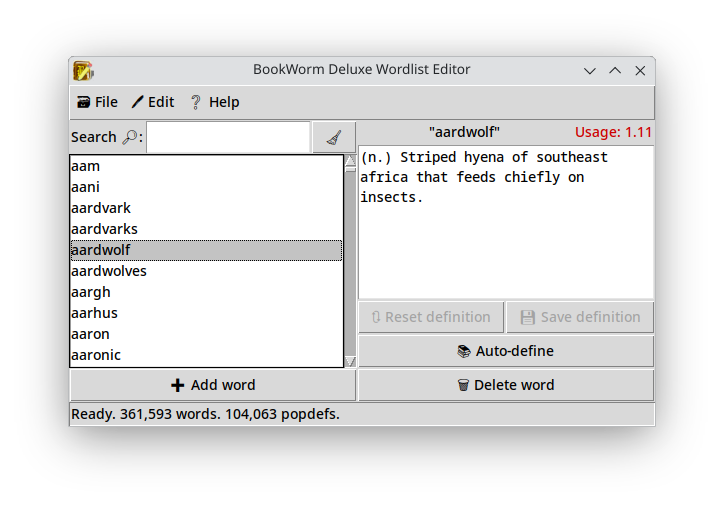 BookWorm Deluxe Wordlist Editor
File Edit Help
Search :
"aardwolf" Usage: 1.11
aam
aani
aardvark
aardvarks
aardwolf
aardwolves
aargh
aarhus
aaron
aaronic
(n.) Striped hyena of southeast
africa that feeds chiefly on
insects.
Reset definition Save definition
Auto-define
Add word Delete word
Ready. 361,593 words. 104,063 popdefs.